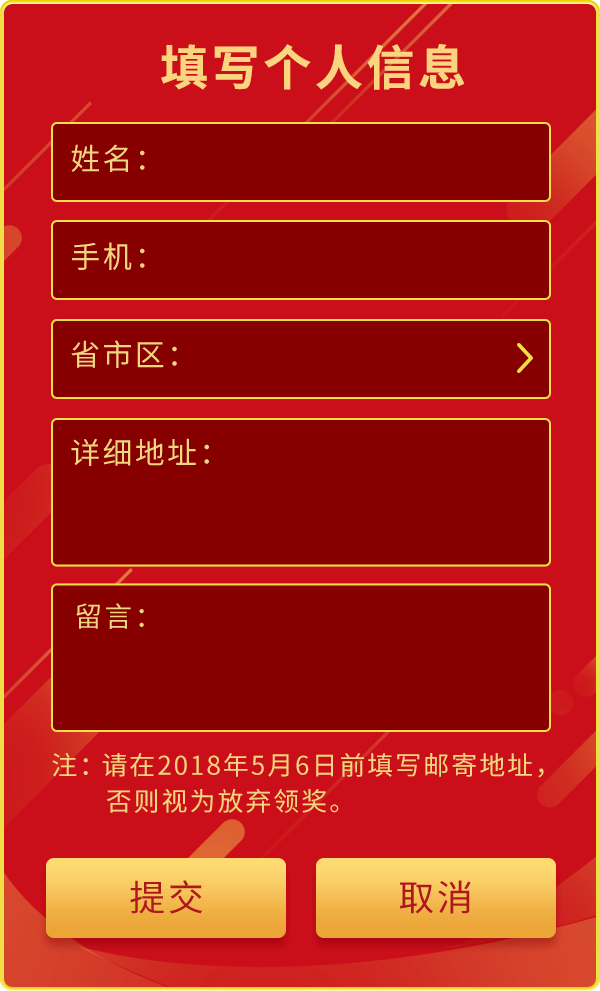 填写个人信息
姓名：
手机：
省市区：
详细地址：
留言：
注：请在2018年5月6日前填写邮寄地址，
否则视为放弃领奖。
提交 取消